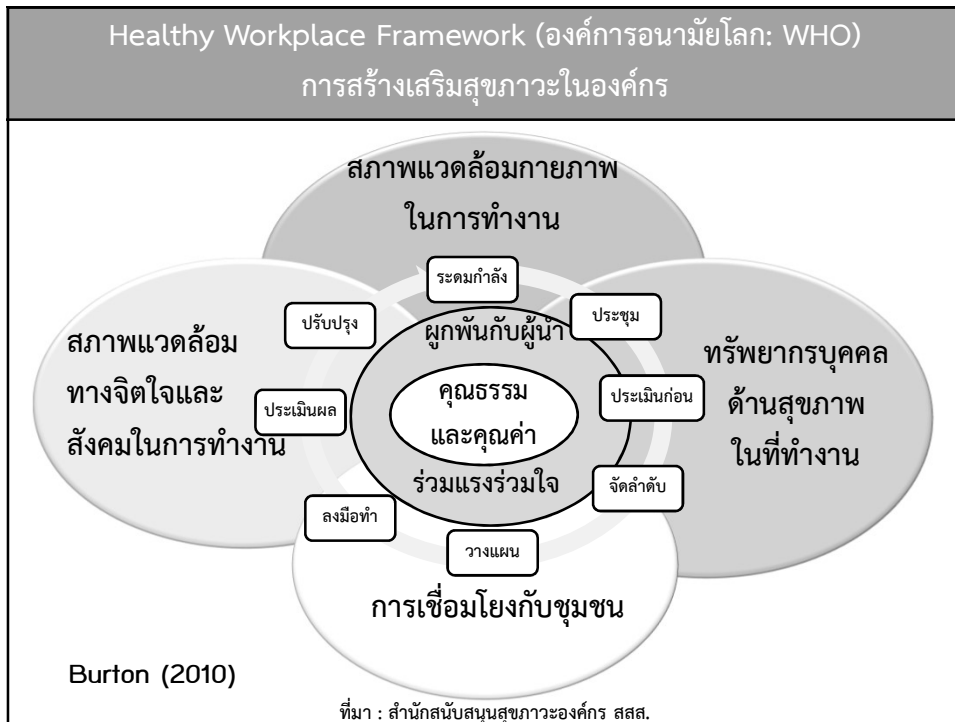 Healthy Workplace Framework (องค์การอนามัยโลก: WHO)
การสร้างเสริมสุขภาวะในองค์กร
สภาพแวดล้อมกายภาพ
ในการทำงาน
ระดมกำลัง
ประชุม
ประเมินก่อน
จัดลำดับ
วางแผน
ลงมือทำ
ประเมินผล
ปรับปรุง
ผูกพันกับผู้นำ
คุณธรรม
และคุณค่า
ร่วมแรงร่วมใจ
สภาพแวดล้อม
ทางจิตใจและ
สังคมในการทำงาน
ทรัพยากรบุคคล
ด้านสุขภาพ
ในที่ทำงาน
การเชื่อมโยงกับชุมชน
Burton (2010)
ที่มา : สำนักสนับสนุนสุขภาวะองค์กร สสส.